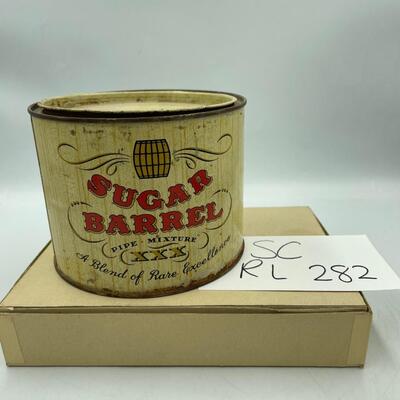 SUGAR
BARREL
PIPE - MIXTURE
XXX
A Blend of Rare Excellence
SC
RL 282